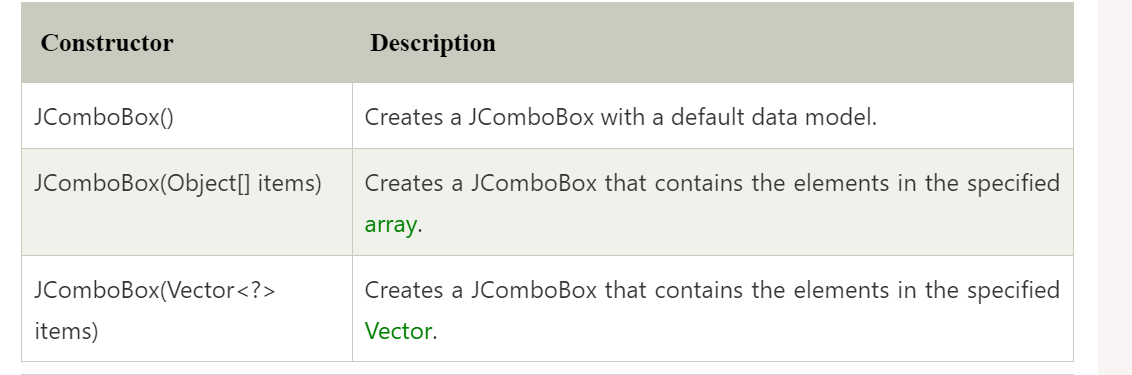 Constructor Description
JComboBox() Creates a JComboBox with a default data model.
JComboBox(Object[] items) Creates a JComboBox that contains the elements in the specified
array.
JComboBox(Vector<?> Creates a JComboBox that contains the elements in the specified
items) Vector.